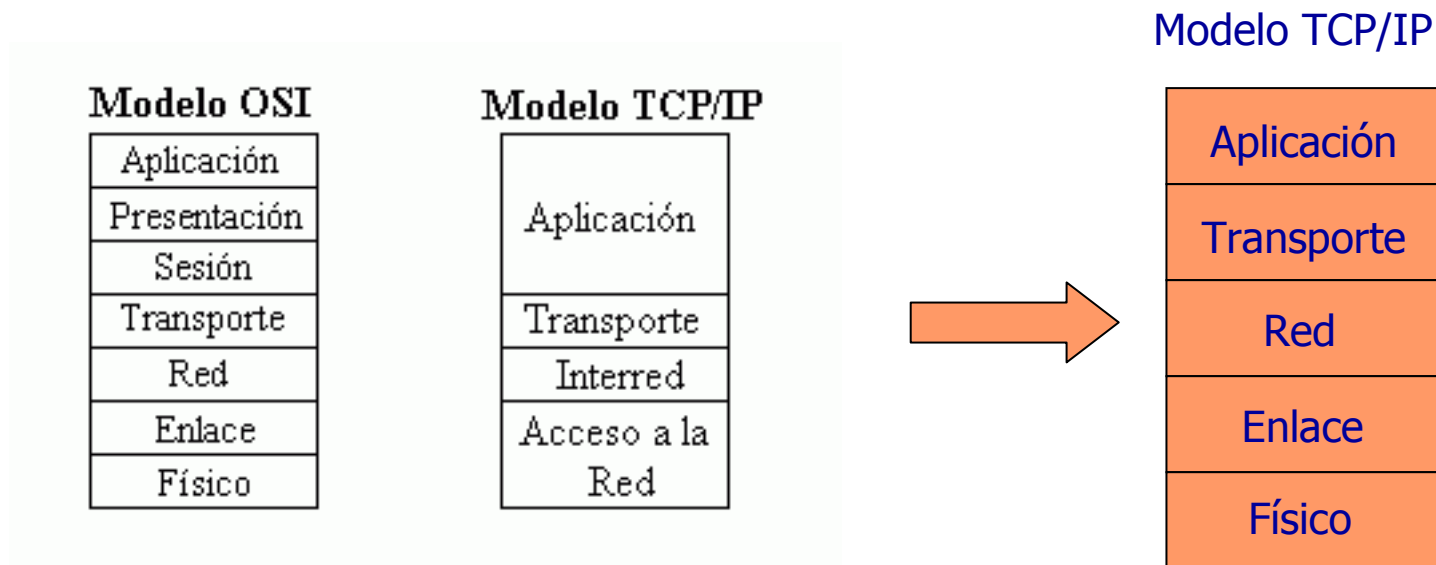 Modelo OSI
Aplicación
Presentación
Sesión
Transporte
Red
Enlace
Físico
Modelo TCP/IP
Aplicación
Transporte
Interred
Acceso a la
Red
Modelo TCP/IP
Aplicación
Transporte
Red
Enlace
Físico